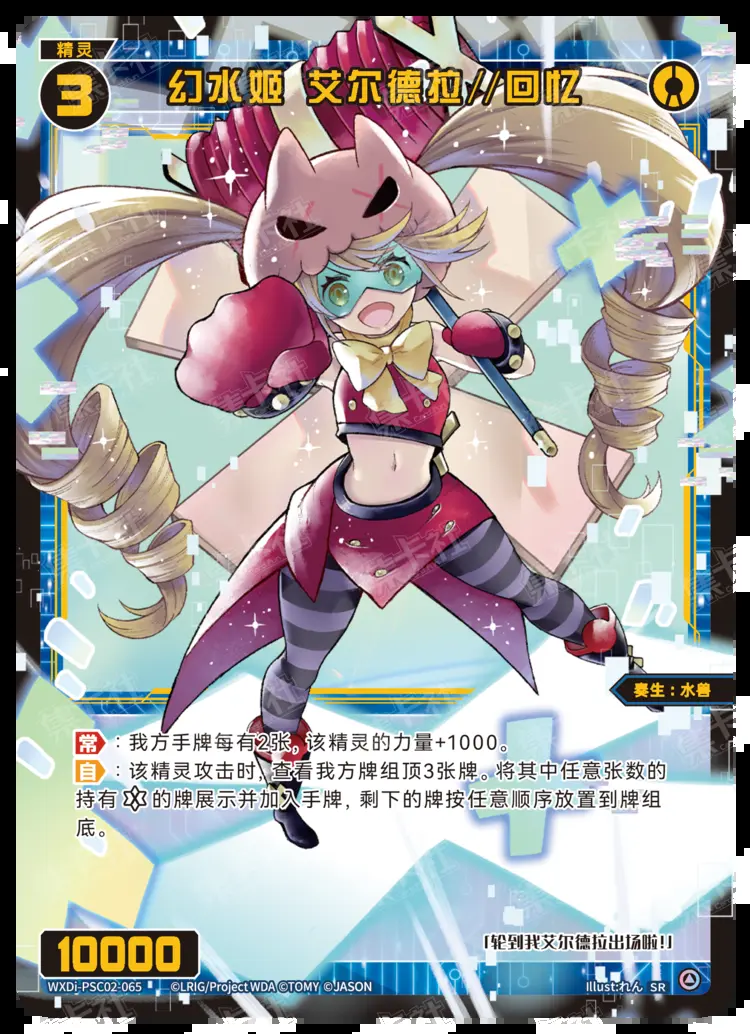 精灵
3
幻水姬 艾尔德拉//回忆
奏生：水兽
常：我方手牌每有2张，该精灵的力量+1000。
自：该精灵攻击时，查看我方牌组顶3张牌。将其中任意张数的
持有的牌展示并加入手牌，剩下的牌按任意顺序放置到牌组
底。
10000
「轮到我艾尔德拉出场啦！」
WXDi-PSC02-065 ©LRIG/Project WDA ©TOMY ©JASON Illust:れん SR
集卡社